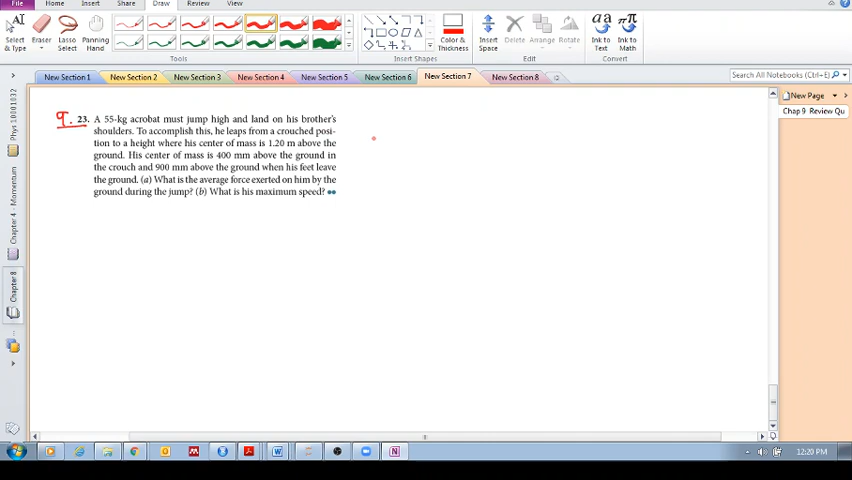 Home Insert Share Draw Review View
Select & Type
Eraser
Lasso Select
Panning Hand
Color & Thickness
Insert Space
Delete
Arrange
Rotate
Ink to Text
Ink to Math
Tools
Insert Shapes
Edit
Convert
New Section 1 New Section 2 New Section 3 New Section 4 New Section 5 New Section 6 New Section 7 New Section 8
Search All Notebooks (Ctrl+E)
New Page
Chap 9 Review Qu
Phys 10001032
Chapter 4 - Momentum
Chapter 8
9. 23. A 55-kg acrobat must jump high and land on his brother's
shoulders. To accomplish this, he leaps from a crouched posi-
tion to a height where his center of mass is 1.20 m above the
ground. His center of mass is 400 mm above the ground in
the crouch and 900 mm above the ground when his feet leave
the ground. (a) What is the average force exerted on him by the
ground during the jump? (b) What is his maximum speed? ••
12:20 PM